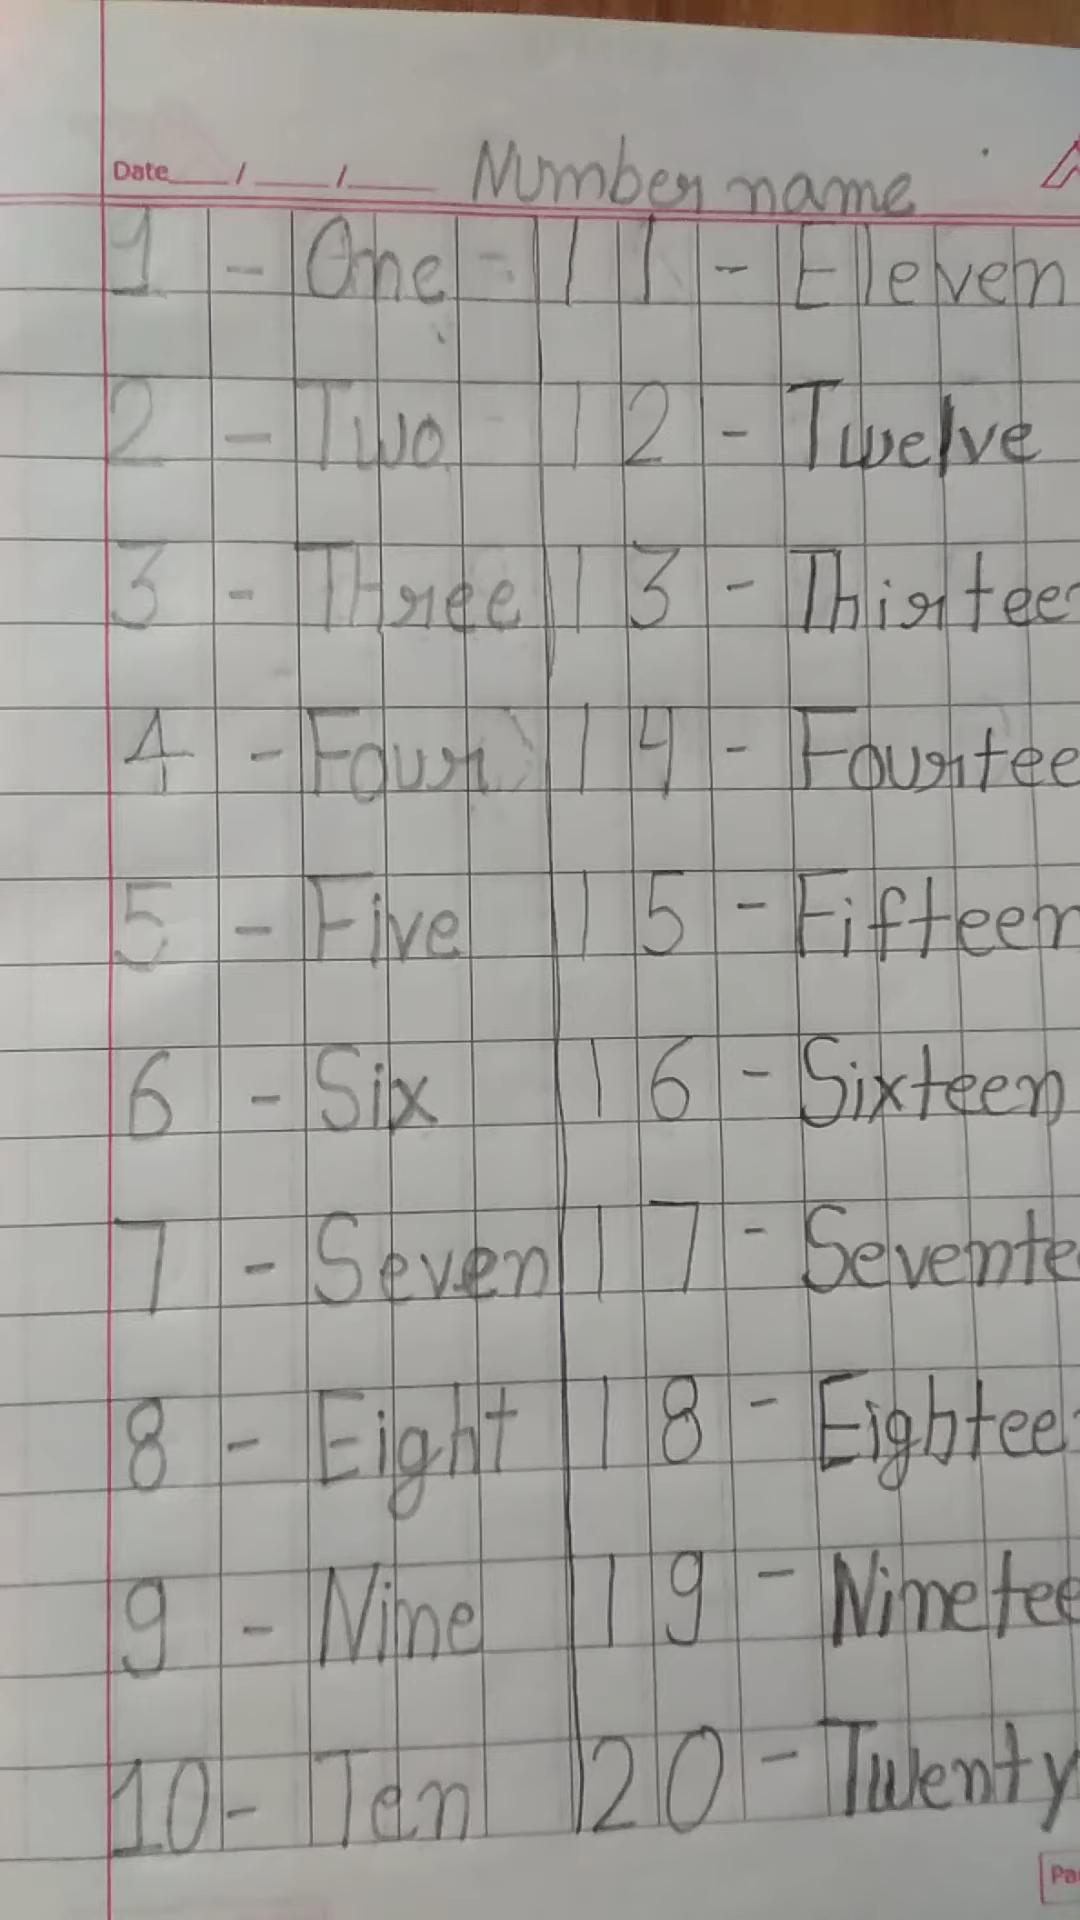 Date / /
Number name
1 - One - 11 - Eleven
2 - Two 12 - Twelve
3 - Three 13 - Thirtee
4 - Four 14 - Fourtee
5 - Five 15 - Fifteen
6 - Six 16 - Sixteen
7 - Seven 17 - Sevente
8 - Eight 18 - Eightee
9 - Nine 19 - Ninetee
10 - Ten 20 - Twenty
Pa